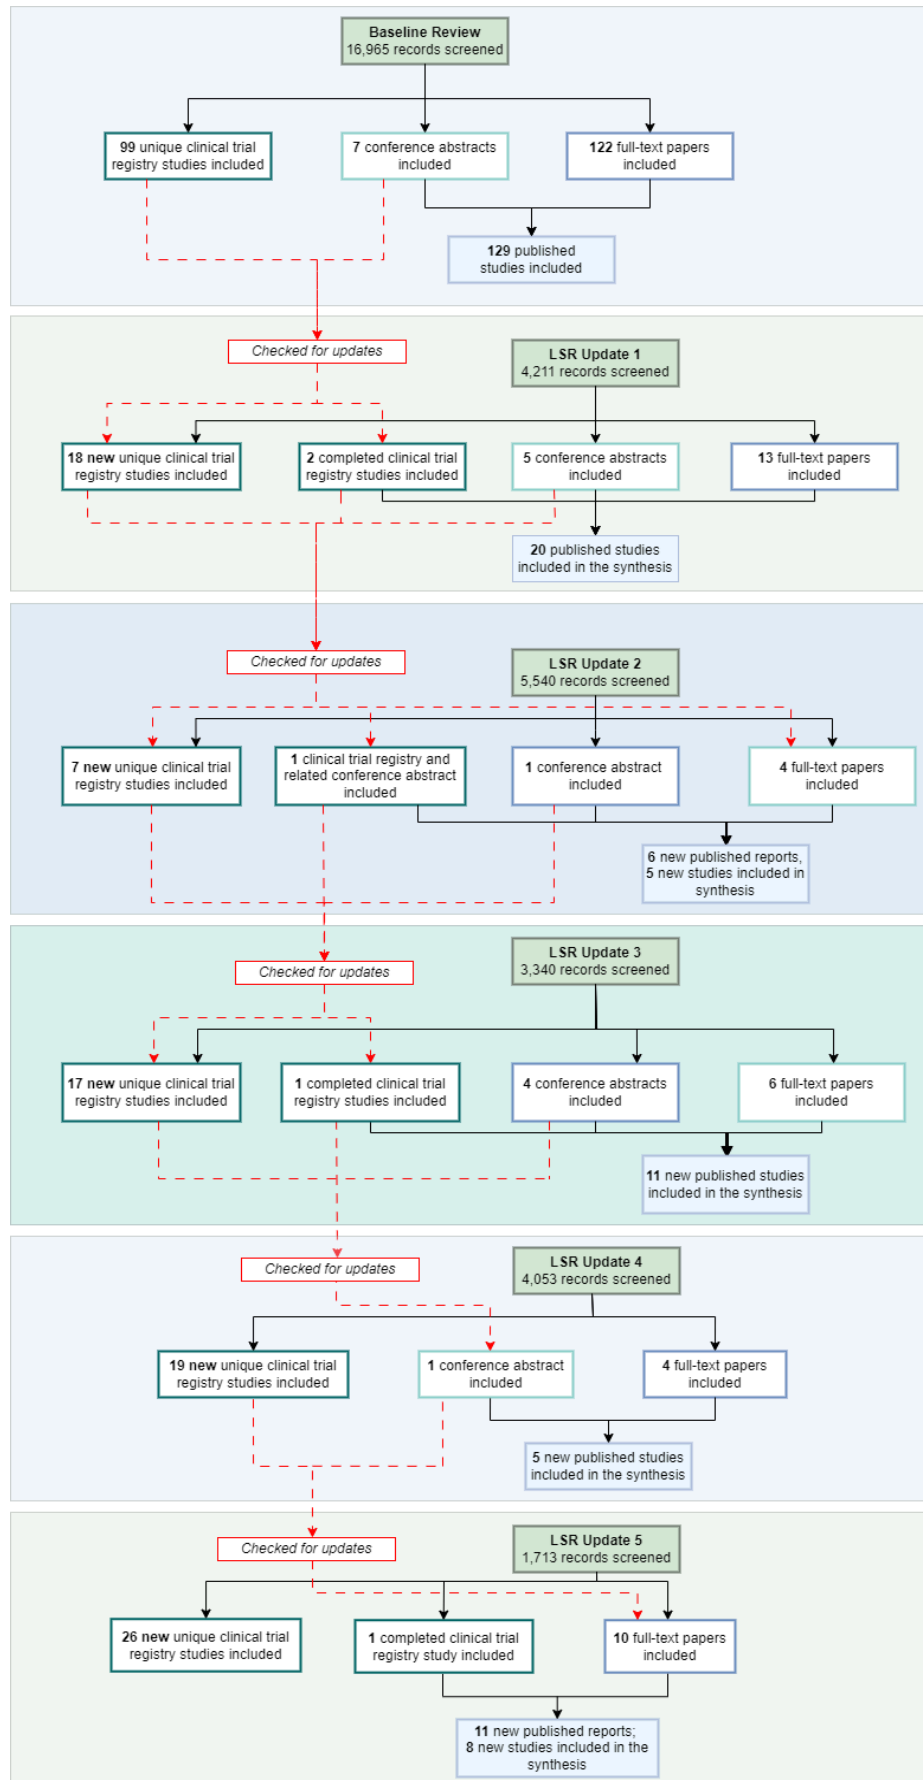 Baseline Review
16,965 records screened
99 unique clinical trial
registry studies included
7 conference abstracts
included
122 full-text papers
included
129 published
studies included
Checked for updates
LSR Update 1
4,211 records screened
18 new unique clinical trial
registry studies included
2 completed clinical trial
registry studies included
5 conference abstracts
included
13 full-text papers
included
20 published studies
included in the synthesis
Checked for updates
LSR Update 2
5,540 records screened
7 new unique clinical trial
registry studies included
1 clinical trial registry and
related conference abstract
included
1 conference abstract
included
4 full-text papers
included
6 new published reports,
5 new studies included in
synthesis
Checked for updates
LSR Update 3
3,340 records screened
17 new unique clinical trial
registry studies included
1 completed clinical trial
registry studies included
4 conference abstracts
included
6 full-text papers
included
11 new published studies
included in the synthesis
Checked for updates
LSR Update 4
4,053 records screened
19 new unique clinical trial
registry studies included
1 conference abstract
included
4 full-text papers
included
5 new published studies
included in the synthesis
Checked for updates
LSR Update 5
1,713 records screened
26 new unique clinical trial
registry studies included
1 completed clinical trial
registry study included
10 full-text papers
included
11 new published reports;
8 new studies included in the
synthesis